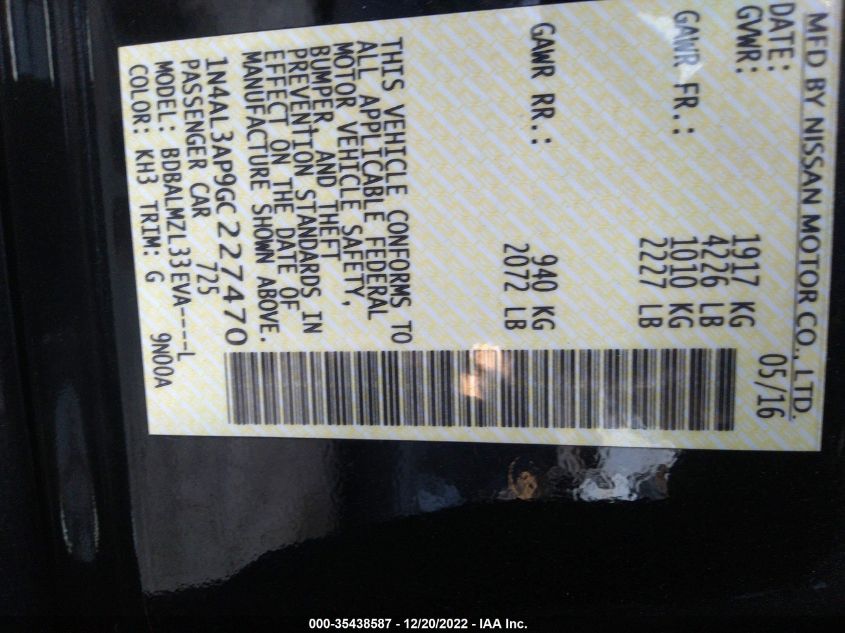 MFD BY NISSAN MOTOR CO., LTD.
DATE: 05/16
GVWR: 1917 KG
4226 LB
GAWR FR.: 1010 KG
2227 LB
GAWR RR.: 940 KG
2072 LB
THIS VEHICLE CONFORMS TO
ALL APPLICABLE FEDERAL
MOTOR VEHICLE SAFETY,
BUMPER, AND THEFT
PREVENTION STANDARDS IN
EFFECT ON THE DATE OF
MANUFACTURE SHOWN ABOVE.
1N4AL3AP9GC227470
PASSENGER CAR 725
MODEL: BDBALMZL33EVA----L
COLOR: KH3 TRIM: G 9N00A
000-35438587 - 12/20/2022 - IAA Inc.